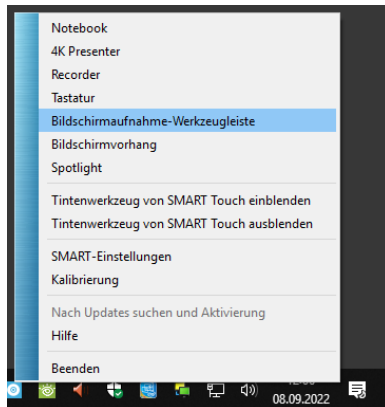 Notebook
4K Presenter
Recorder
Tastatur
Bildschirmaufnahme-Werkzeugleiste
Bildschirmvorhang
Spotlight
Tintenwerkzeug von SMART Touch einblenden
Tintenwerkzeug von SMART Touch ausblenden
SMART-Einstellungen
Kalibrierung
Nach Updates suchen und Aktivierung
Hilfe
Beenden
08.09.2022